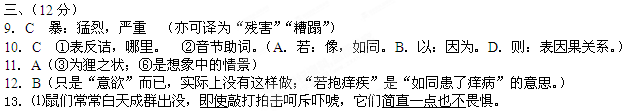 三、（12分）
9．C　暴：猛烈，严重　（亦可译为“残害”“糟蹋”）
10．C　①表反诘，哪里。　②音节助词。（A．若：像，如同。B．以：因为。D．则：表因果关系。）
11．A（③为狸之状；⑥是想象中的情景）
12．B（只是“意欲”而已，实际上没有这样做；“若抱痒疾”是“如同患了痒病”的意思。）
13．⑴鼠们常常白天成群出没，即使敲打拍击呵斥吓唬，它们简直一点也不畏惧。